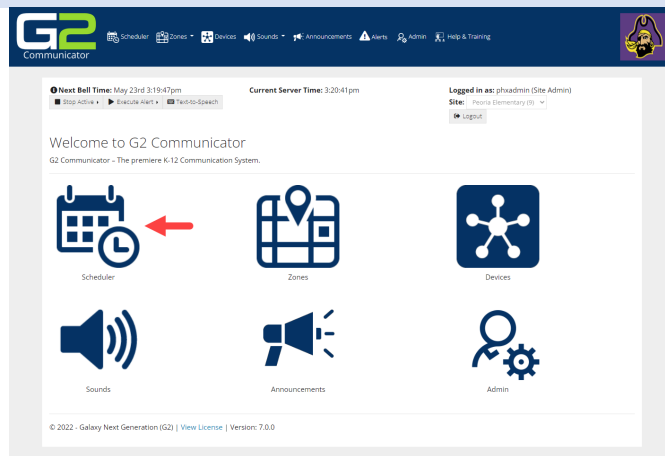 G2
Communicator
Scheduler Zones Devices Sounds Announcements Alerts Admin Help & Training
Next Bell Time: May 23rd 3:19:47pm Current Server Time: 3:20:41pm Logged in as: phxadmin (Site Admin)
Stop Active Execute Alert Text-to-Speech Site: Peoria Elementary (9)
Logout
Welcome to G2 Communicator
G2 Communicator – The premiere K-12 Communication System.
Scheduler Zones Devices
Sounds Announcements Admin
© 2022 - Galaxy Next Generation (G2) | View License | Version: 7.0.0